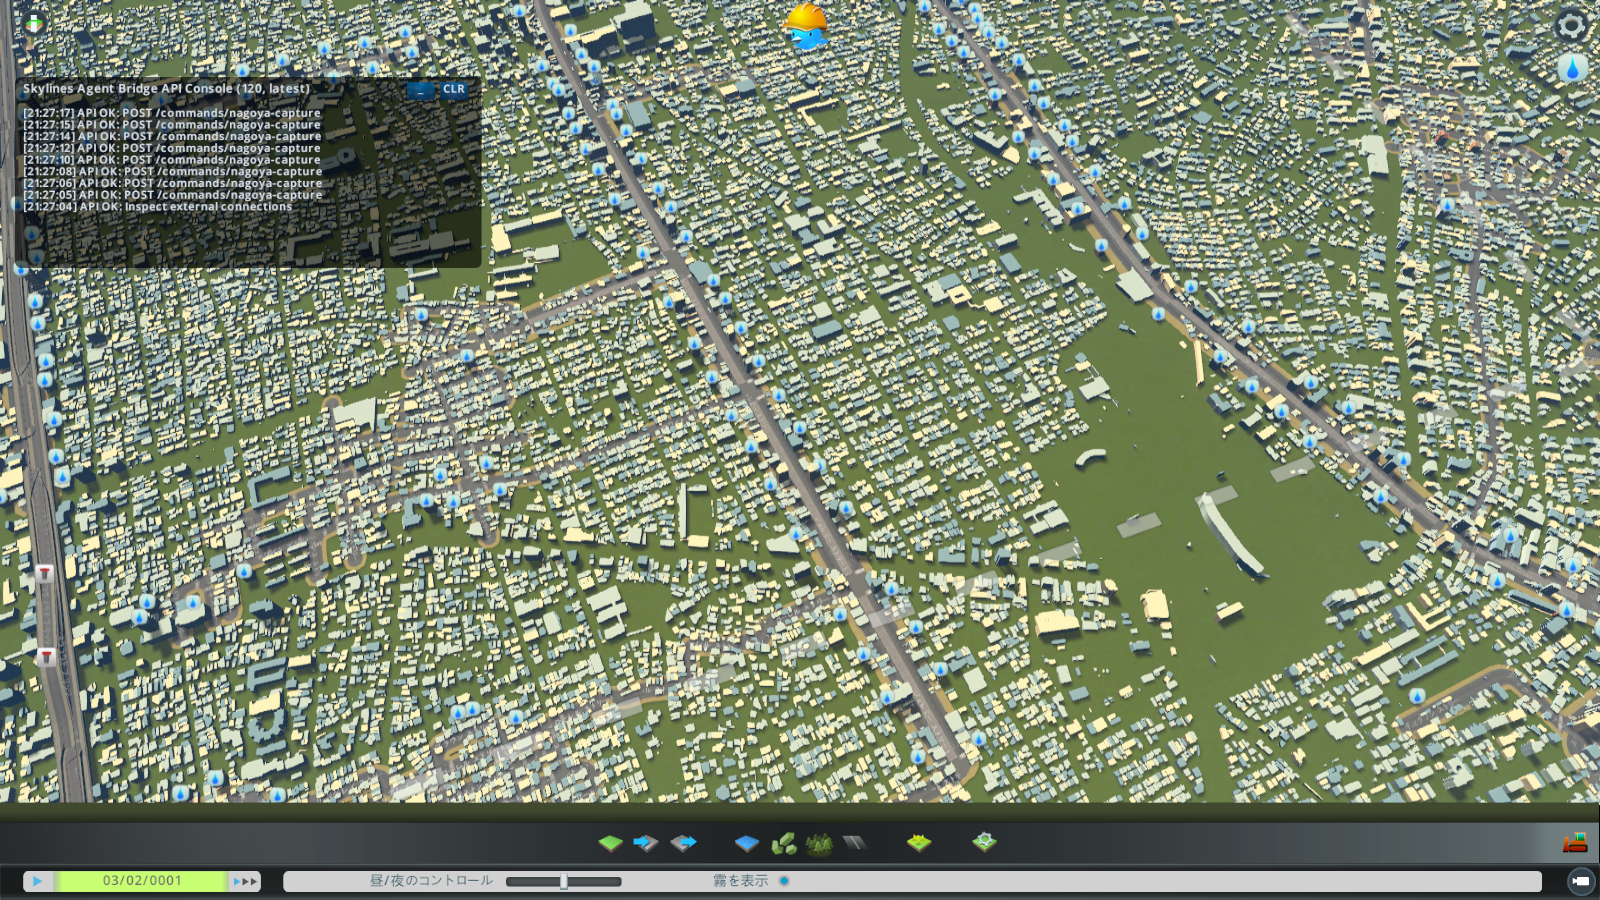 Skylines Agent Bridge API Console (120, latest)
CLR
[21:27:17] API OK: POST /commands/nagoya-capture
[21:27:15] API OK: POST /commands/nagoya-capture
[21:27:14] API OK: POST /commands/nagoya-capture
[21:27:12] API OK: POST /commands/nagoya-capture
[21:27:10] API OK: POST /commands/nagoya-capture
[21:27:08] API OK: POST /commands/nagoya-capture
[21:27:06] API OK: POST /commands/nagoya-capture
[21:27:05] API OK: POST /commands/nagoya-capture
[21:27:04] API OK: Inspect external connections
03/02/0001
昼/夜のコントロール
霧を表示